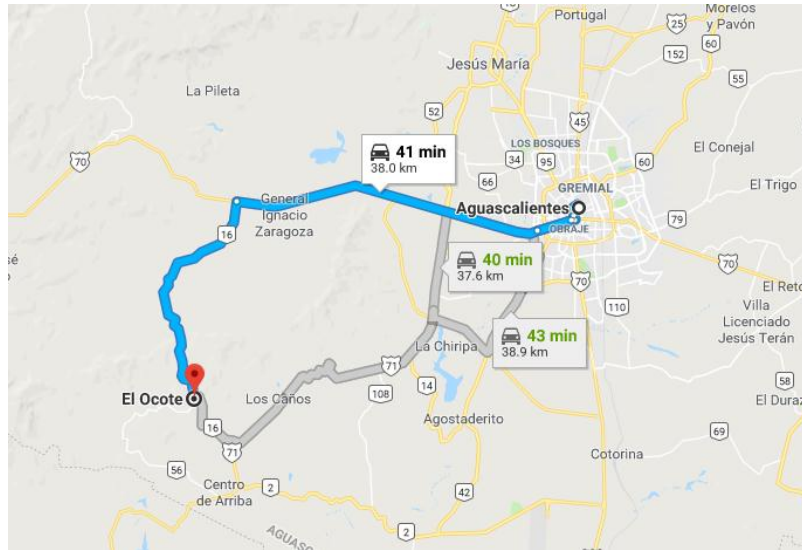 Portugal
Morelos
y Pavón
25
60
152
55
Jesús María
La Pileta
52
45
LOS BOSQUES
34
95
60
El Conejal
41 min
38.0 km
70
66
GREMIAL
El Trigo
General
Ignacio
Zaragoza
Aguascalientes
79
OBRAJE
16
40 min
37.6 km
70
70
El Reto
110
Villa
Licenciado
Jesús Terán
43 min
38.9 km
La Chiripa
71
58
14
El Ocote
Los Caños
108
El Duraz
Agostaderito
16
69
71
Cotorina
56
Centro
de Arriba
2
42
2
AGUASC